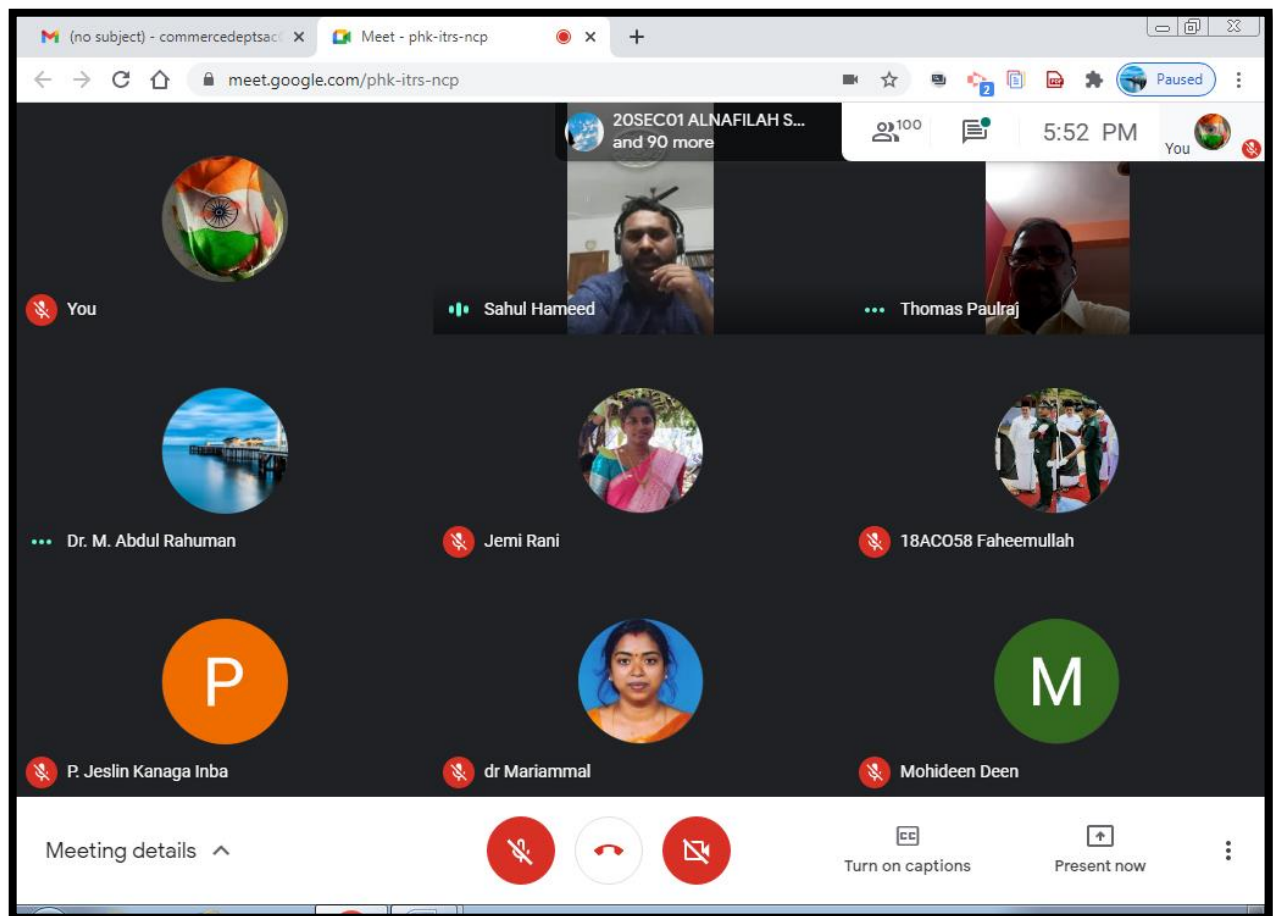 (no subject) - commercedeptsac
Meet - phk-itrs-ncp
meet.google.com/phk-itrs-ncp
2
PDF
Paused
20SEC01 ALNAFILAH S...
and 90 more
100
5:52 PM
You
You
Sahul Hameed
Thomas Paulraj
Dr. M. Abdul Rahuman
Jemi Rani
18ACO58 Faheemullah
P
M
P. Jeslin Kanaga Inba
dr Mariammal
Mohideen Deen
Meeting details
CC
Turn on captions
Present now